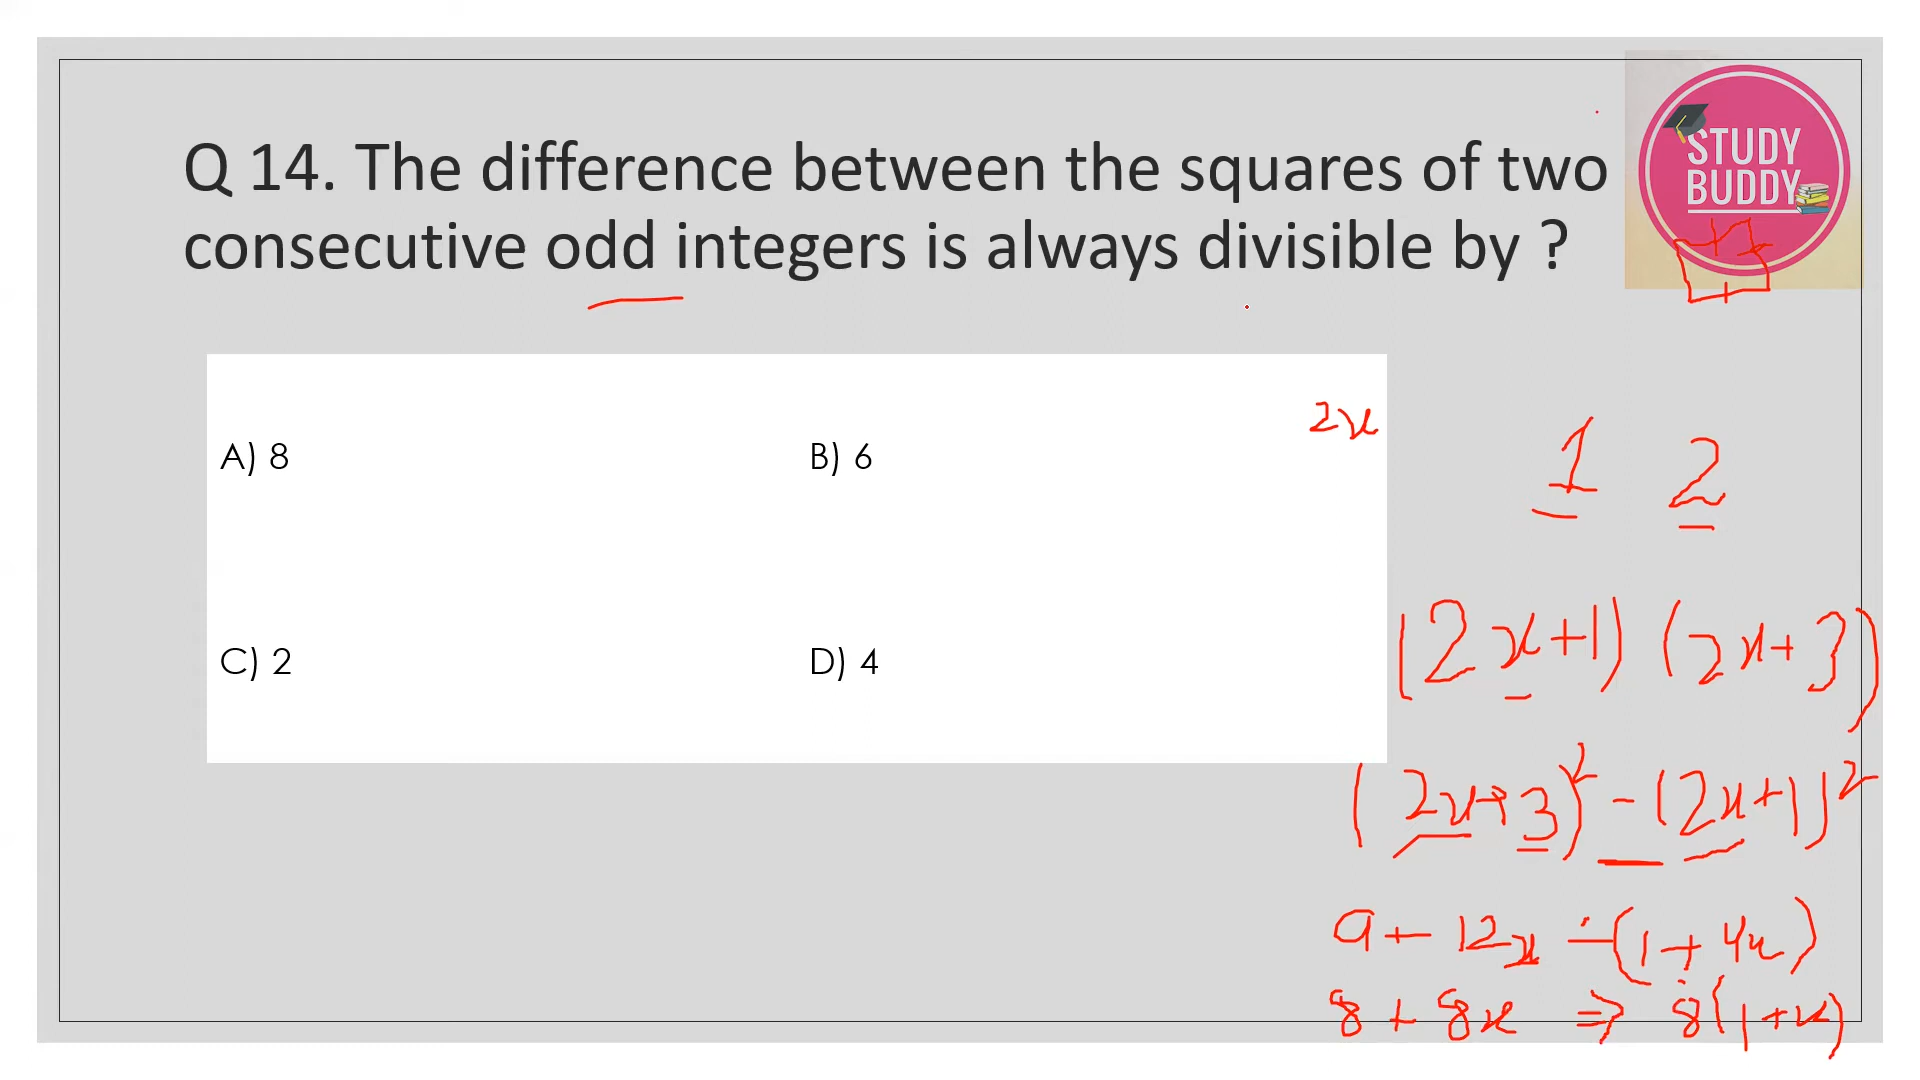 Q 14. The difference between the squares of two
consecutive odd integers is always divisible by ?
STUDY
BUDDY
A) 8
B) 6
2x
1 2
C) 2
D) 4
(2x+1) (2x+3)
(2x+3)² - (2x+1)²
9+12x - (1+4x)
8+8x ⇒ 8(1+x)